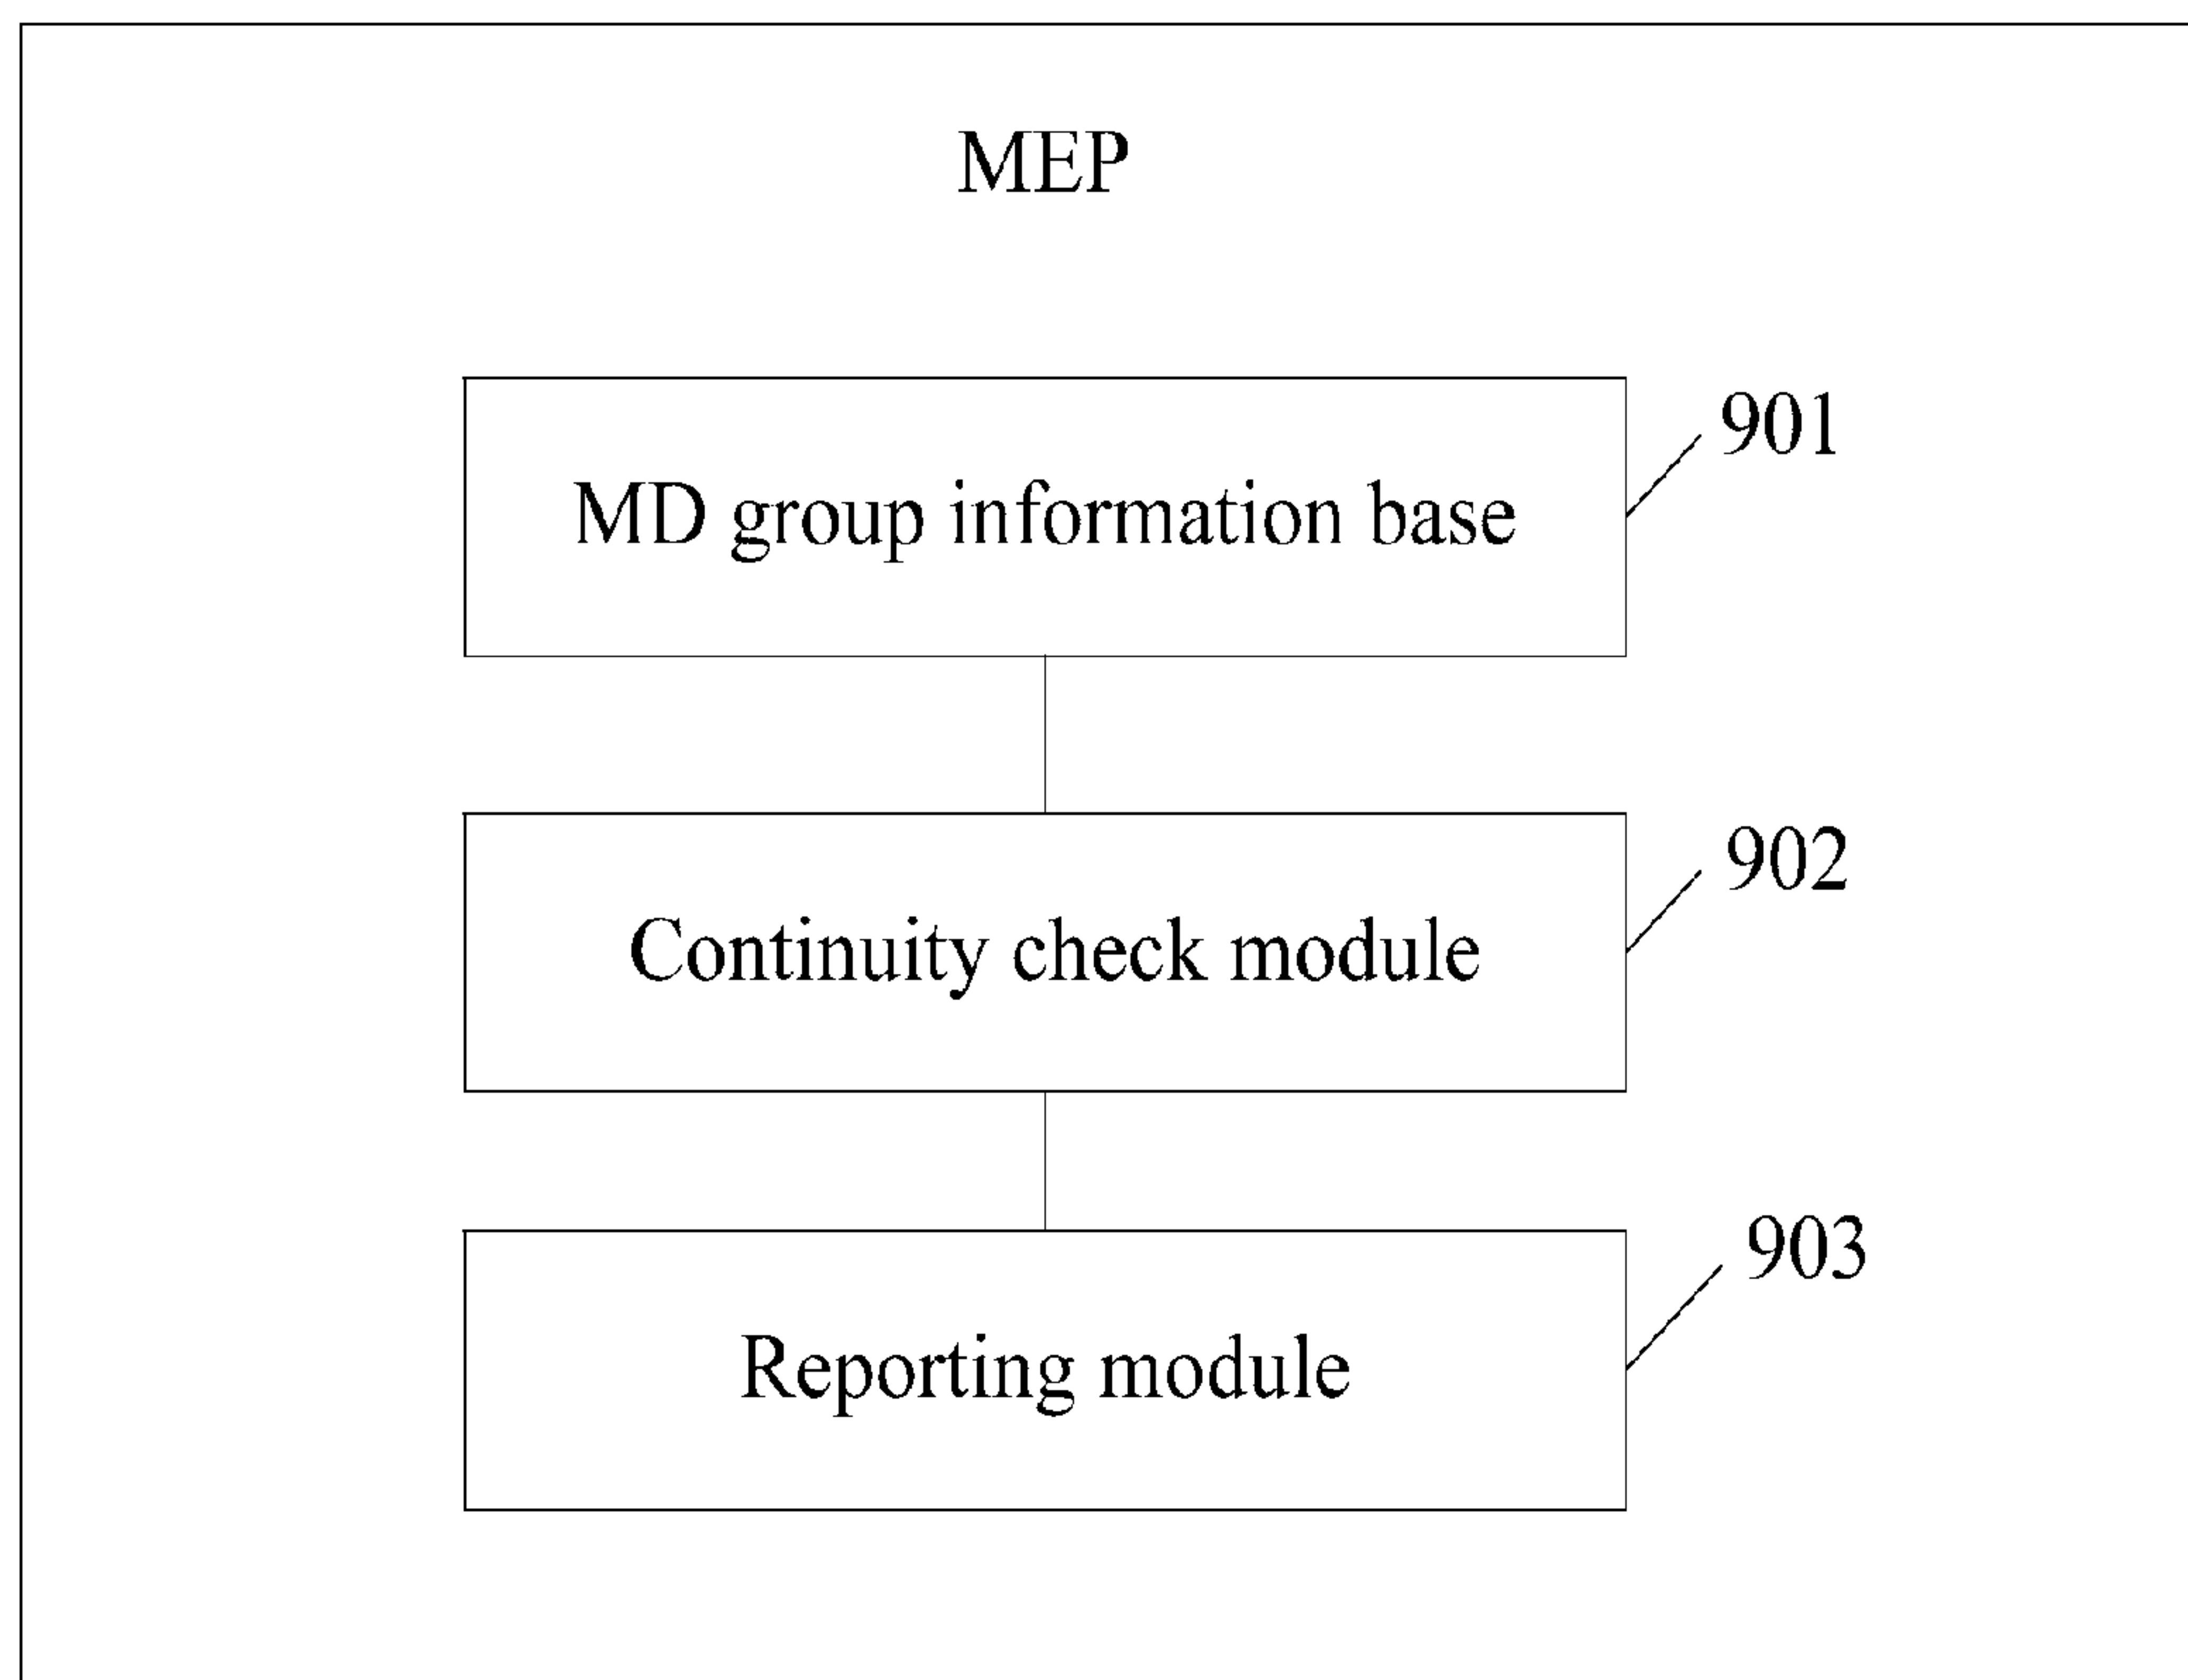 MEP
MD group information base
901
Continuity check module
902
Reporting module
903